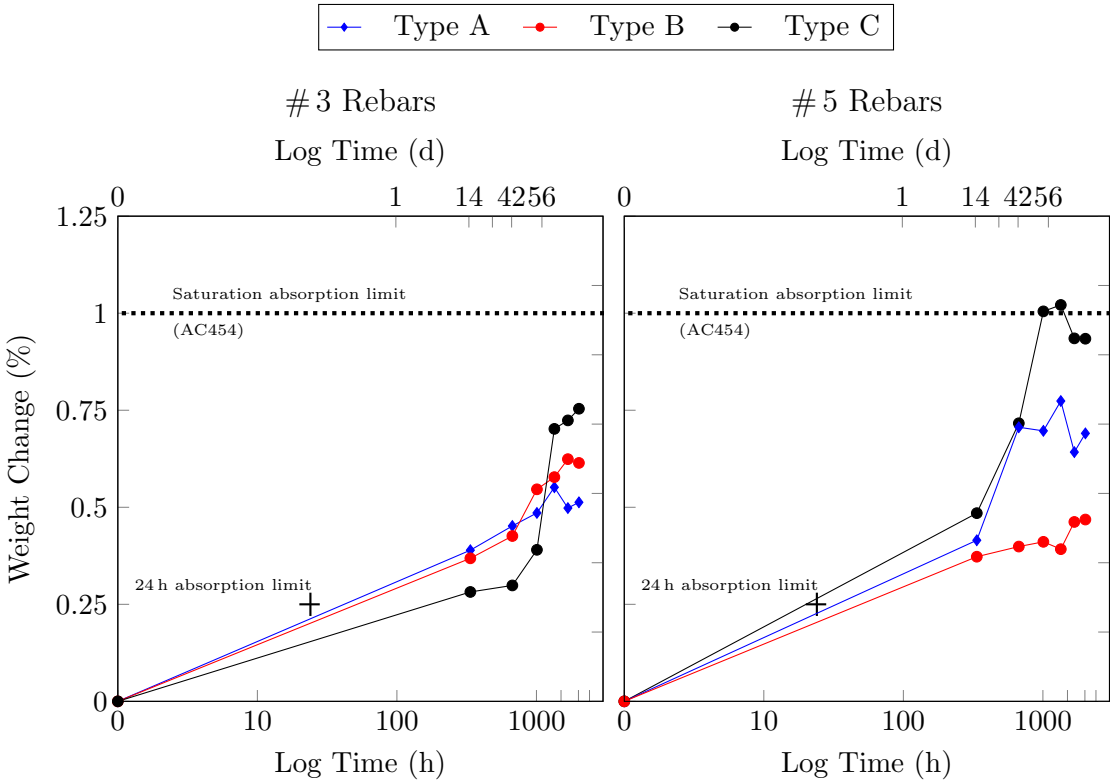 Type A Type B Type C
# 3 Rebars
Log Time (d)
0 1 14 42 56
# 5 Rebars
Log Time (d)
0 1 14 42 56
Weight Change (%)
1.25
1
0.75
0.5
0.25
0
Saturation absorption limit
(AC454)
24 h absorption limit
0 10 100 1000
Log Time (h)
Saturation absorption limit
(AC454)
24 h absorption limit
0 10 100 1000
Log Time (h)